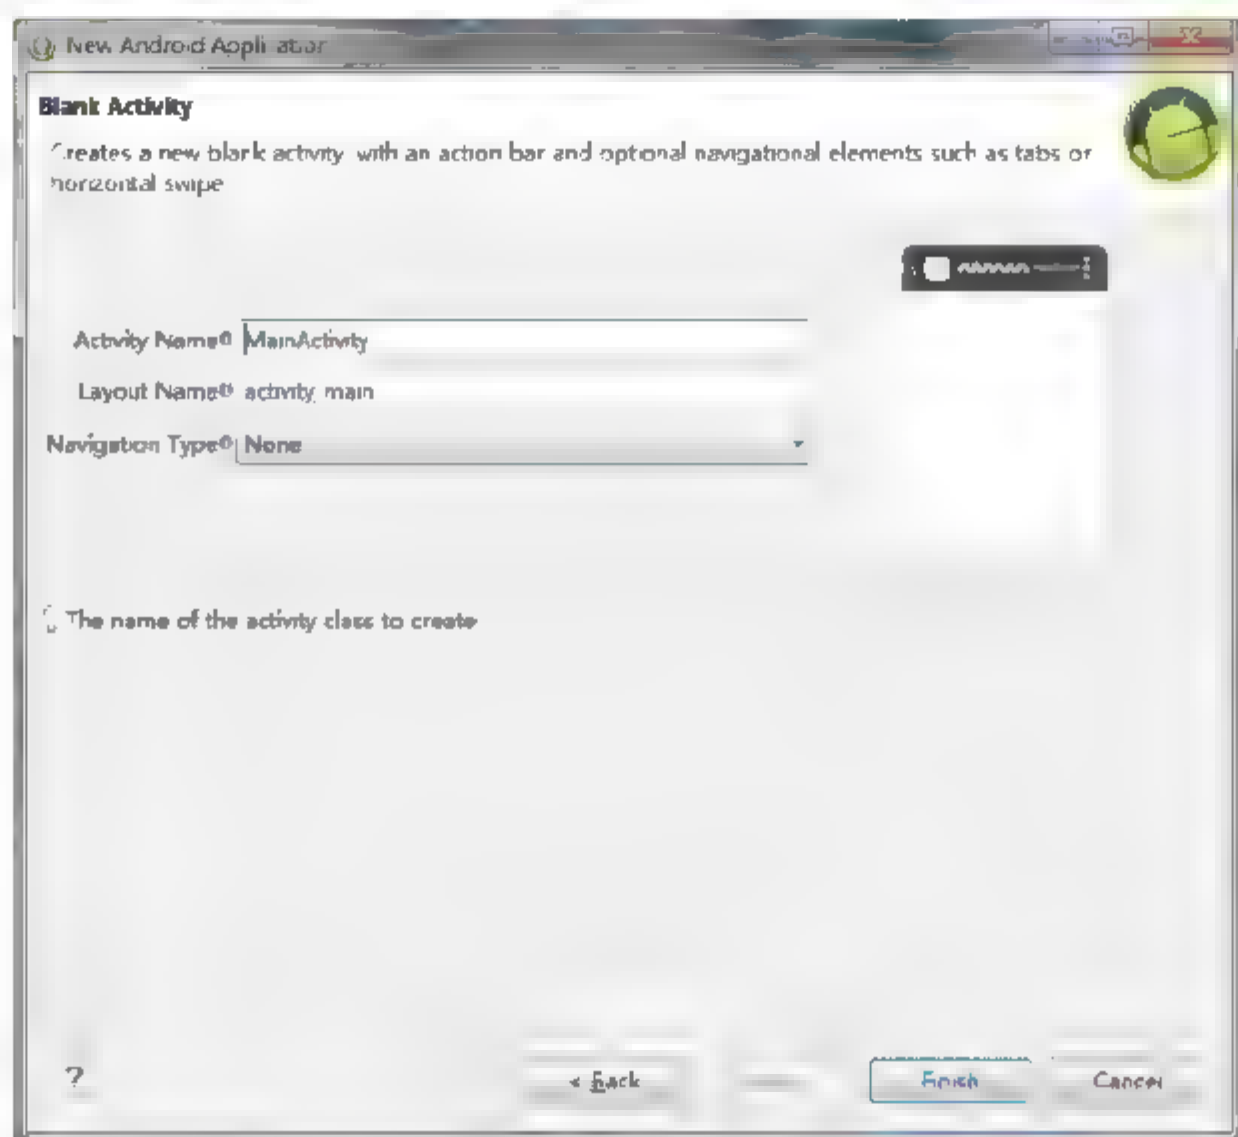 New Android Application
Blank Activity
Creates a new blank activity, with an action bar and optional navigational elements such as tabs or
horizontal swipe
Activity Name MainActivity
Layout Name activity_main
Navigation Type None
The name of the activity class to create
?
< Back
Finish
Cancel